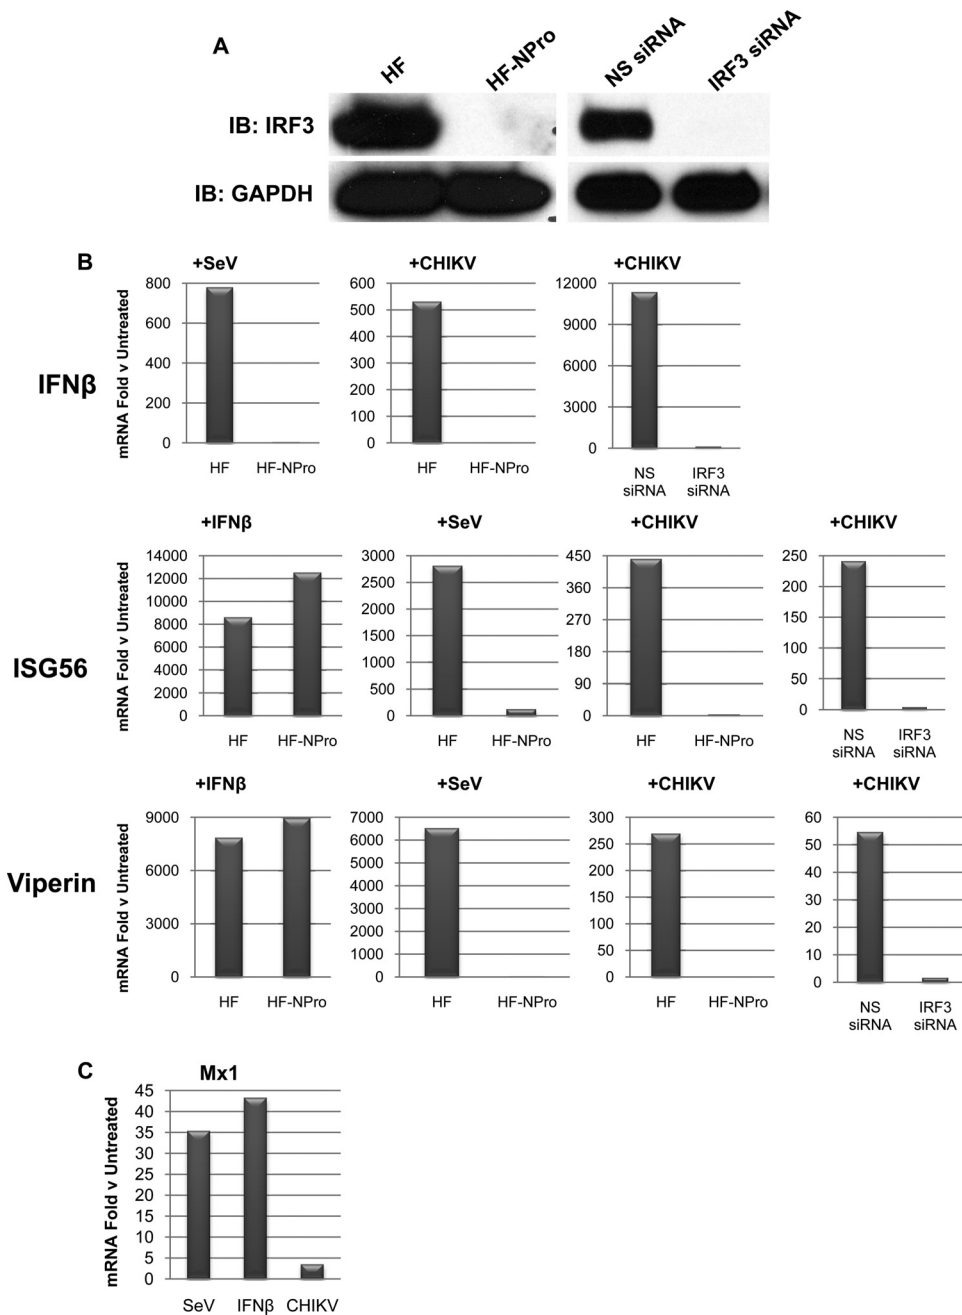 A
HF
HF-NPro
NS siRNA
IRF3 siRNA
IB: IRF3
IB: GAPDH
B
+SeV
+CHIKV
+CHIKV
IFNβ
mRNA Fold v Untreated
800
600
400
200
0
HF HF-NPro
600
500
400
300
200
100
0
HF HF-NPro
12000
9000
6000
3000
0
NS siRNA IRF3 siRNA
+IFNβ
+SeV
+CHIKV
+CHIKV
ISG56
mRNA Fold v Untreated
14000
12000
10000
8000
6000
4000
2000
0
HF HF-NPro
3000
2500
2000
1500
1000
500
0
HF HF-NPro
450
360
270
180
90
0
HF HF-NPro
250
200
150
100
50
0
NS siRNA IRF3 siRNA
+IFNβ
+SeV
+CHIKV
+CHIKV
Viperin
mRNA Fold v Untreated
9000
6000
3000
0
HF HF-NPro
7000
6000
5000
4000
3000
2000
1000
0
HF HF-NPro
300
250
200
150
100
50
0
HF HF-NPro
60
50
40
30
20
10
0
NS siRNA IRF3 siRNA
C
Mx1
mRNA Fold v Untreated
45
40
35
30
25
20
15
10
5
0
SeV IFNβ CHIKV